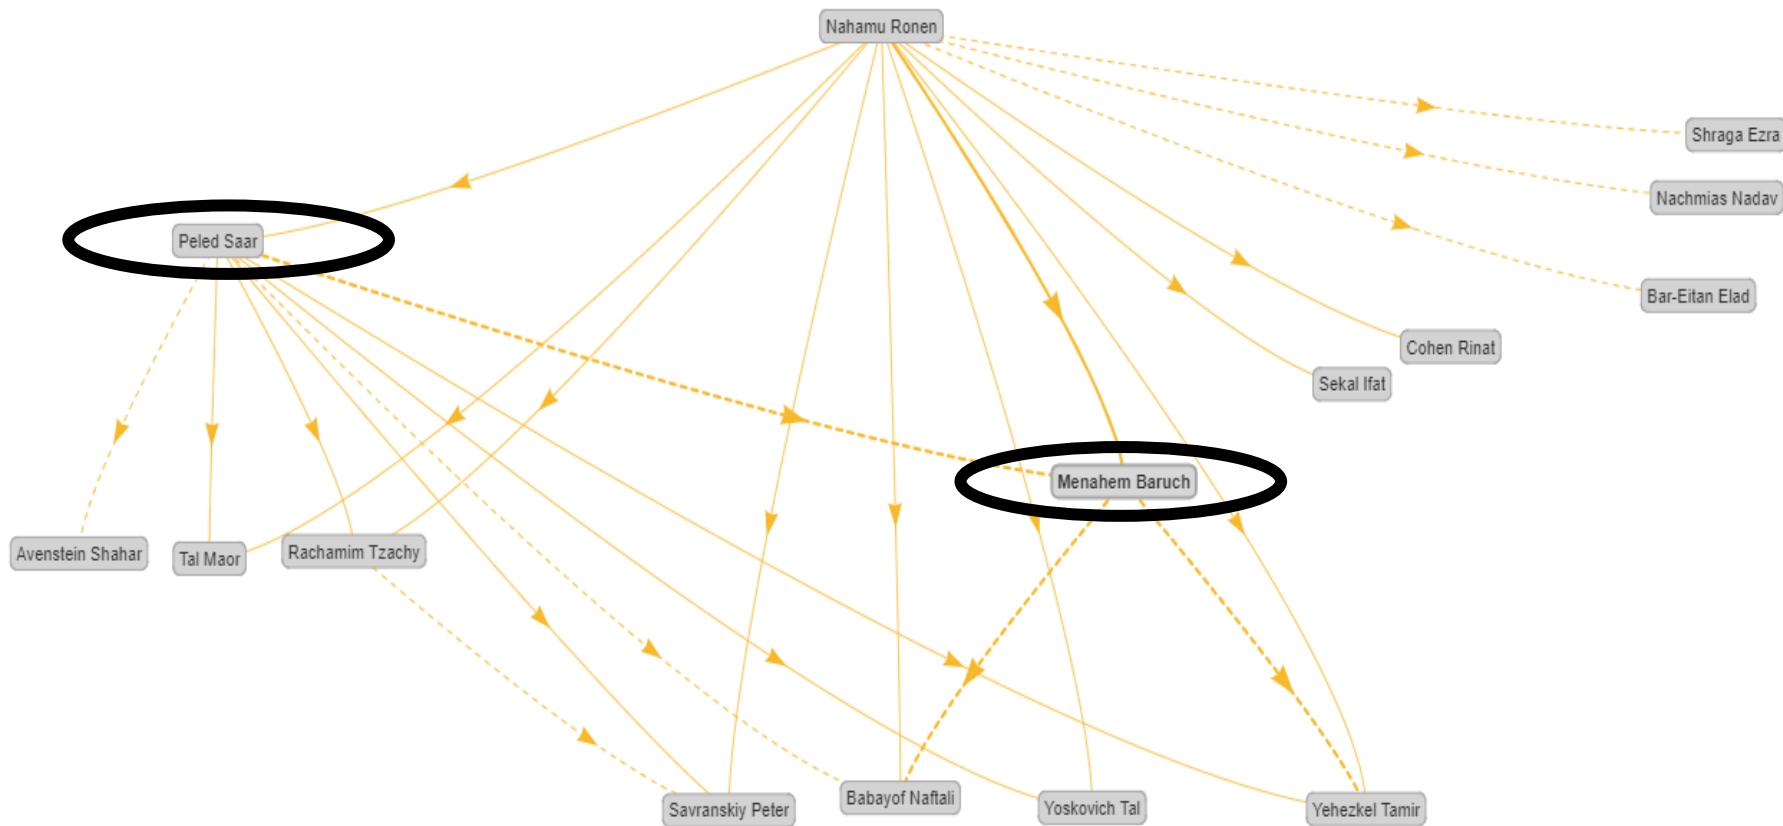 Nahamu Ronen
Shraga Ezra
Nachmias Nadav
Peled Saar
Bar-Eitan Elad
Cohen Rinat
Sekal Ifat
Menahem Baruch
Avenstein Shahar
Tal Maor
Rachamim Tzachy
Savranskiy Peter
Babayof Naftali
Yoskovich Tal
Yehezkel Tamir